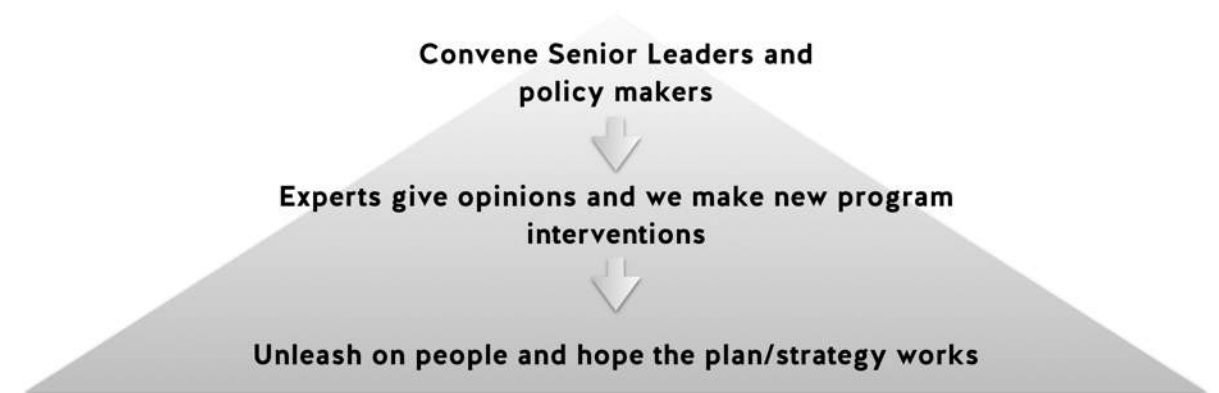 Convene Senior Leaders and
policy makers
Experts give opinions and we make new program
interventions
Unleash on people and hope the plan/strategy works